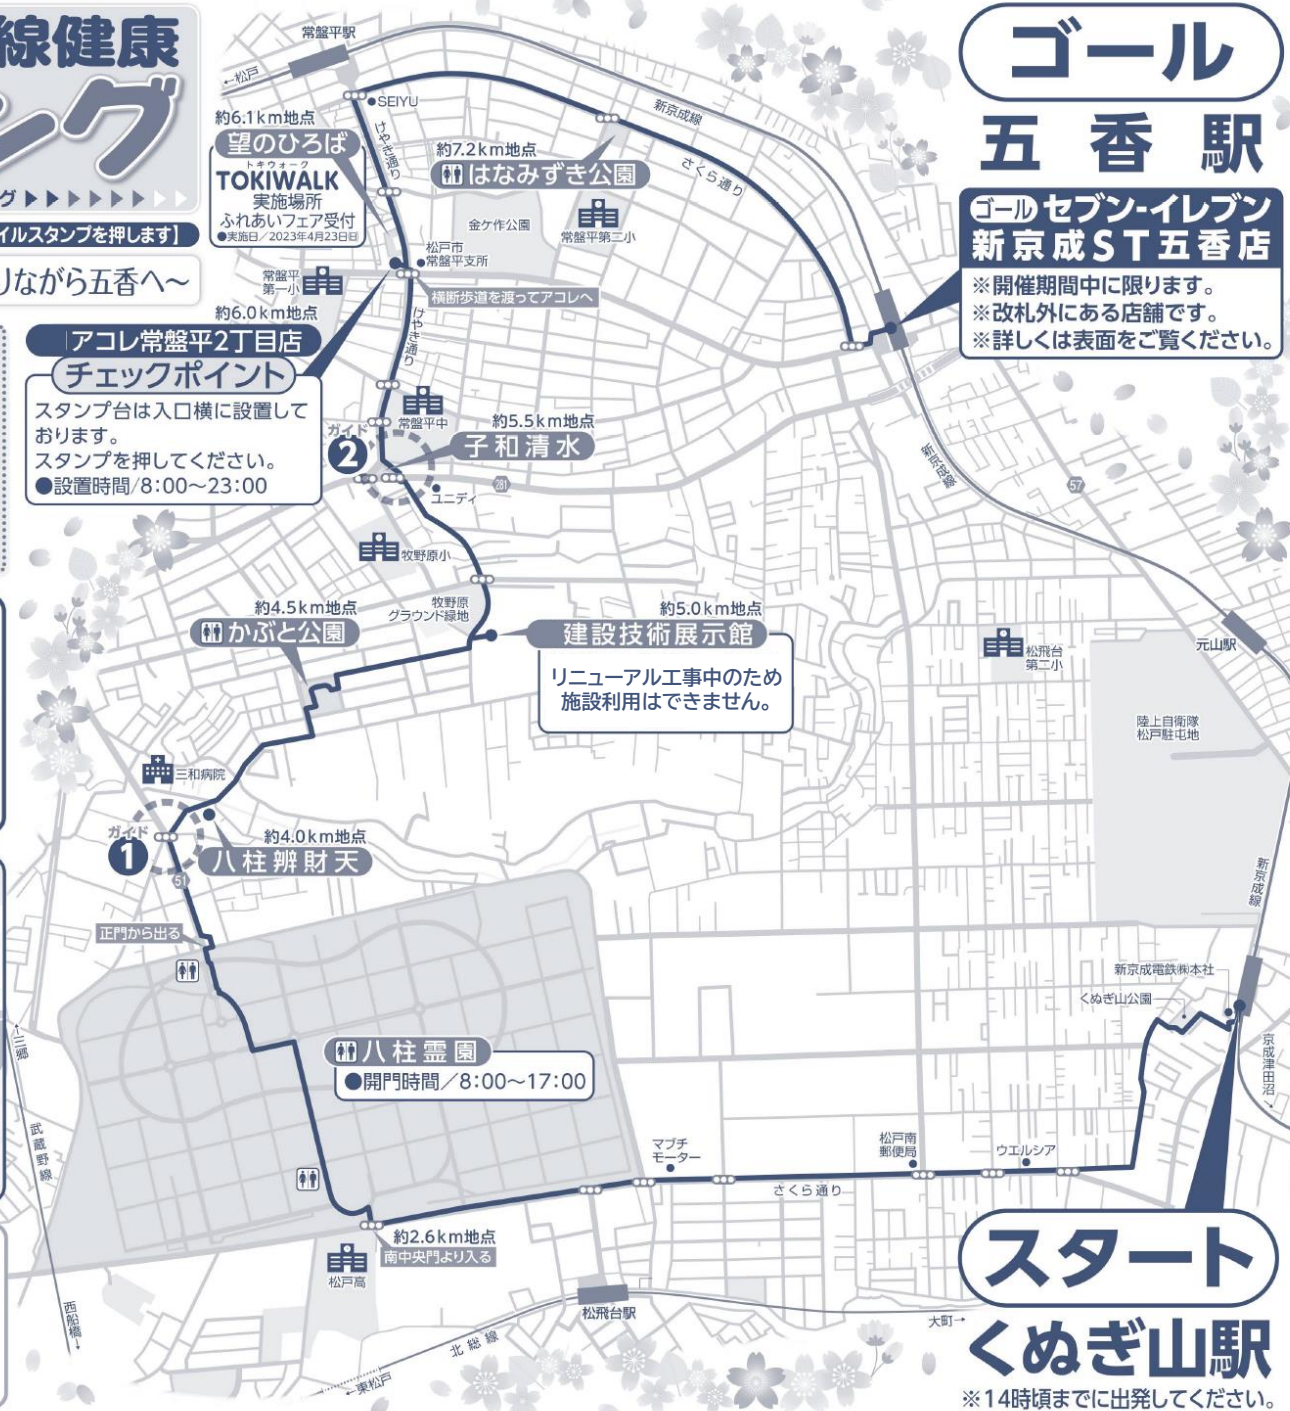 線健康
ング
グ▶▶▶▶▶▶▷▷
イルスタンプを押します】
りながら五香へ~
ゴール
五香駅
ゴール セブン-イレブン
新京成ST五香店
※開催期間中に限ります。
※改札外にある店舗です。
※詳しくは表面をご覧ください。
常盤平駅
←松戸
SEIYU
新京成線
けやき通り
さくら通り
約6.1km地点
望のひろば
トキウォーク
TOKIWALK
実施場所
ふれあいフェア受付
●実施日/2023年4月23日日
約7.2km地点
はなみずき公園
金ケ作公園
常盤平第二小
松戸市
常盤平支所
常盤平
第一小
横断歩道を渡ってアコレへ
けやき通り
約6.0km地点
アコレ常盤平2丁目店
チェックポイント
スタンプ台は入口横に設置して
おります。
スタンプを押してください。
●設置時間/8:00~23:00
常盤平中
ガイド
2
約5.5km地点
子和清水
ユニディ
281
新京成線
57
牧野原小
牧野原
グラウンド緑地
約4.5km地点
かぶと公園
約5.0km地点
建設技術展示館
リニューアル工事中のため
施設利用はできません。
松飛台
第二小
元山駅
陸上自衛隊
松戸駐屯地
三和病院
ガイド
1
約4.0km地点
八柱辨財天
51
正門から出る
新京成線
新京成電鉄㈱本社
くぬぎ山公園
京成津田沼→
←三郷
武蔵野線
西船橋→
八柱霊園
●開門時間/8:00~17:00
マブチ
モーター
松戸南
郵便局
ウエルシア
さくら通り
約2.6km地点
南中央門より入る
松戸高
松飛台駅
北総線
←東松戸
大町→
スタート
くぬぎ山駅
※14時頃までに出発してください。